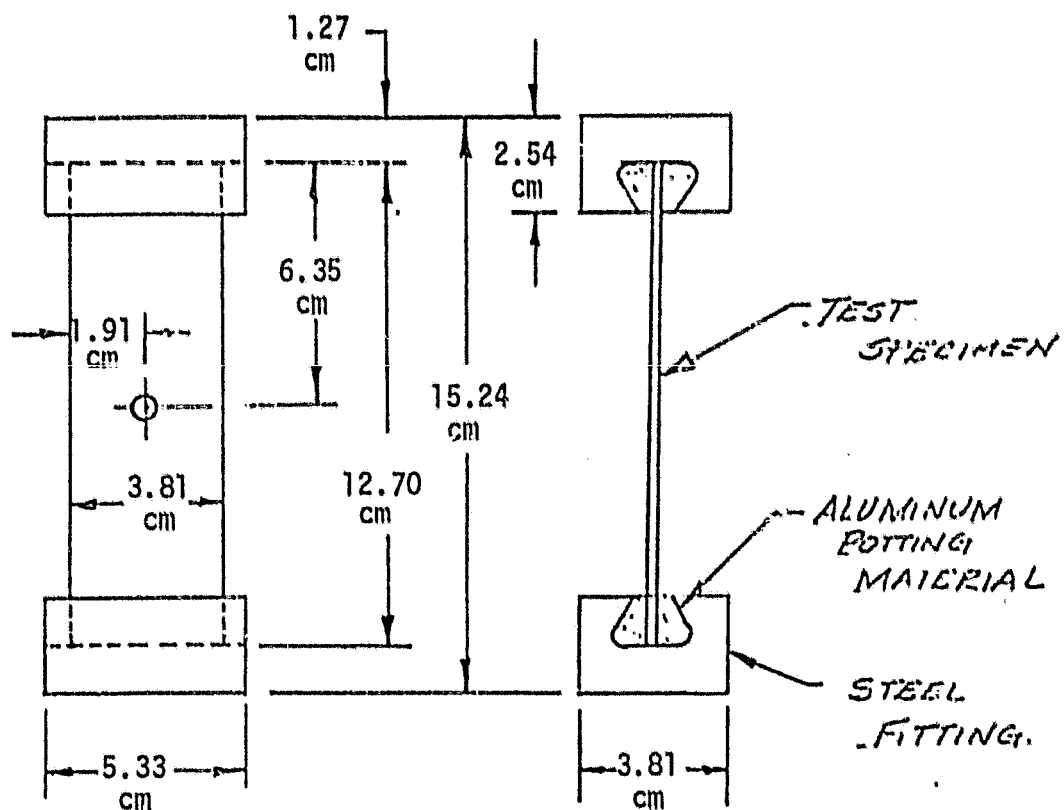 1.27
cm
2.54
cm
6.35
cm
1.91
cm
TEST
SPECIMEN
15.24
cm
3.81
cm
12.70
cm
ALUMINUM
POTTING
MATERIAL
STEEL
FITTING.
5.33
cm
3.81
cm